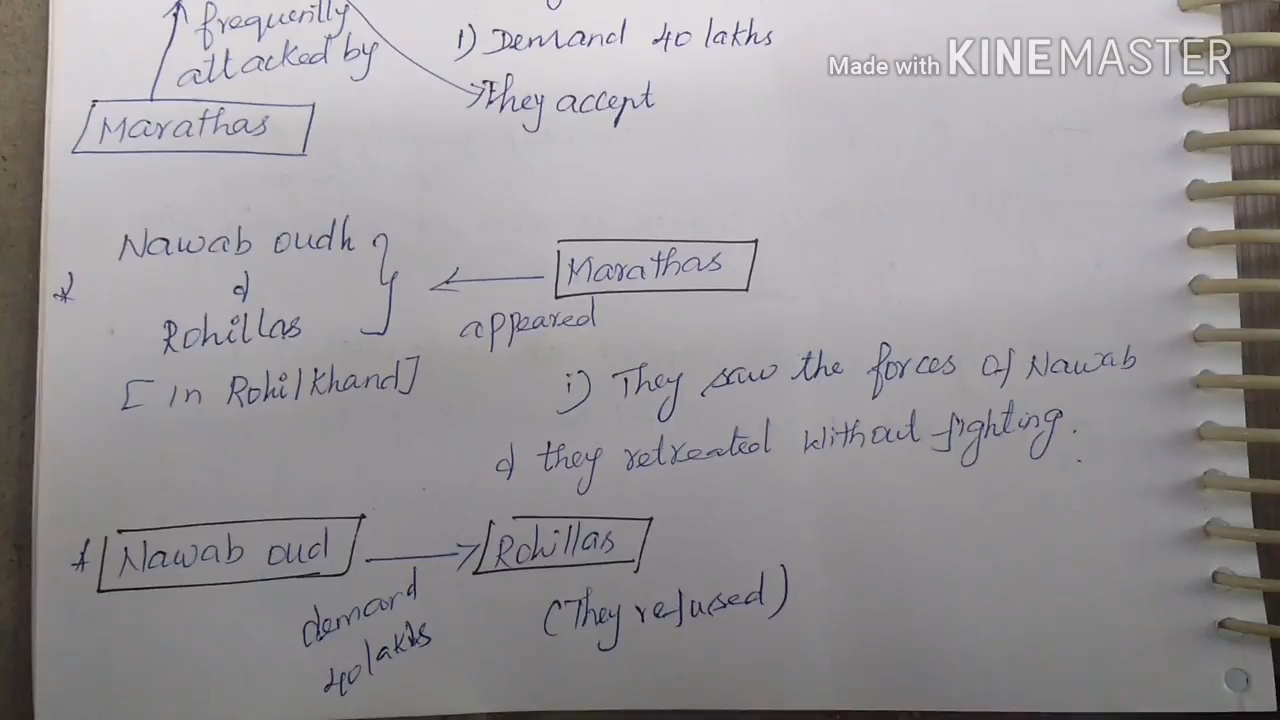 frequently
attacked by
Marathas
1) Demand 40 lakhs
They accept
Made with KINEMASTER
Nawab oudh
&
Rohillas
[ In Rohilkhand]
Marathas
appeared
i) They saw the forces of Nawab
& they retreated without fighting.
Nawab oud
demand
40 lakhs
Rohillas
(They refused)